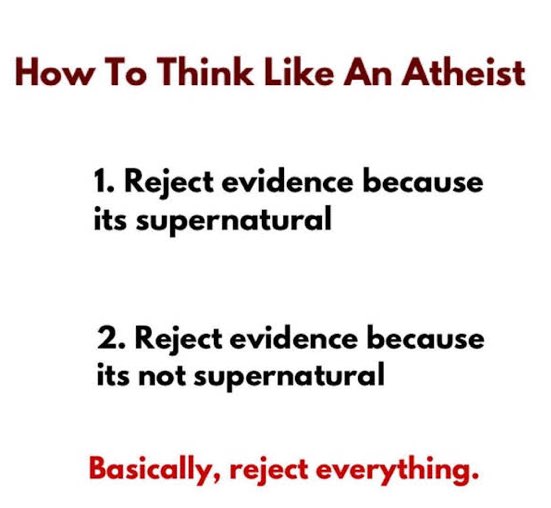 How To Think Like An Atheist
1. Reject evidence because
its supernatural
2. Reject evidence because
its not supernatural
Basically, reject everything.